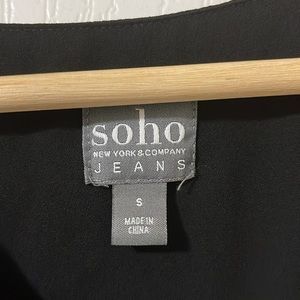 soho
NEW YORK & COMPANY
JEANS
S
MADE IN
CHINA